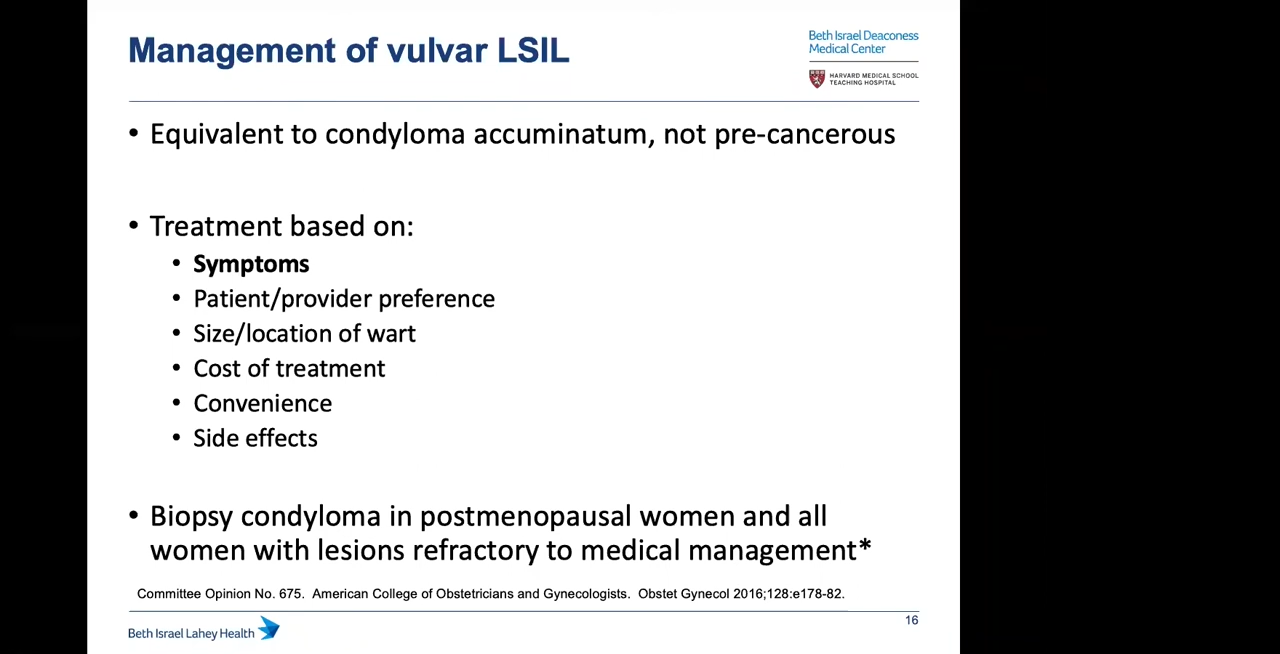 Management of vulvar LSIL
Beth Israel Deaconess
Medical Center
HARVARD MEDICAL SCHOOL
TEACHING HOSPITAL
• Equivalent to condyloma accuminatum, not pre-cancerous
• Treatment based on:
• Symptoms
• Patient/provider preference
• Size/location of wart
• Cost of treatment
• Convenience
• Side effects
• Biopsy condyloma in postmenopausal women and all
women with lesions refractory to medical management*
Committee Opinion No. 675. American College of Obstetricians and Gynecologists. Obstet Gynecol 2016;128:e178-82.
Beth Israel Lahey Health
16